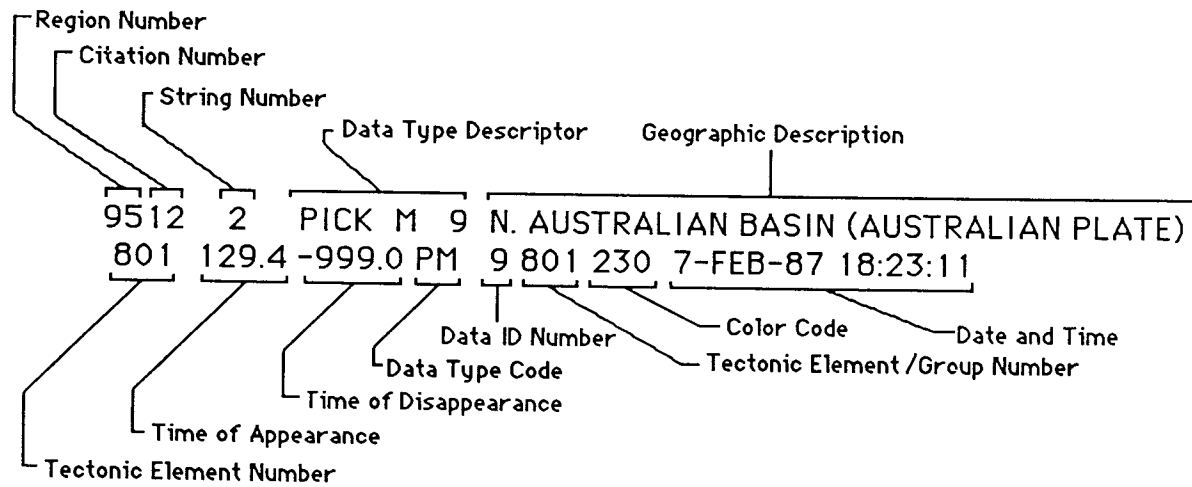 Region Number
Citation Number
String Number
Data Type Descriptor
Geographic Description
9512 2 PICK M 9 N. AUSTRALIAN BASIN (AUSTRALIAN PLATE)
801 129.4 -999.0 PM 9 801 230 7-FEB-87 18:23:11
Data ID Number
Color Code
Date and Time
Data Type Code
Tectonic Element/Group Number
Time of Disappearance
Time of Appearance
Tectonic Element Number